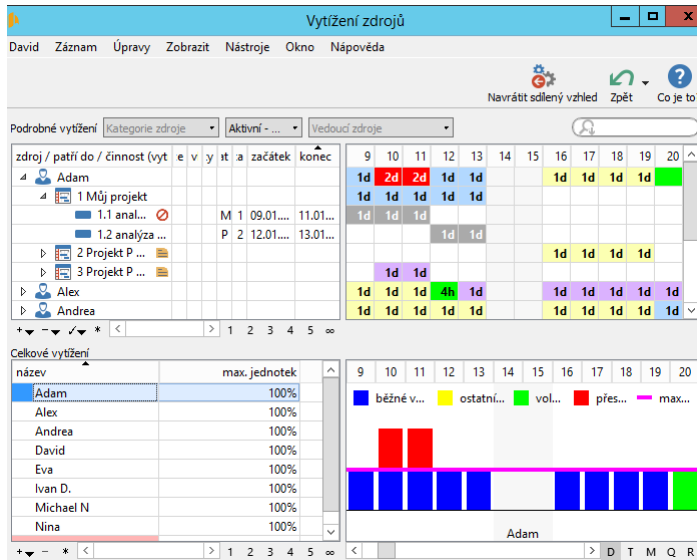 Vytížení zdrojů
David Záznam Úpravy Zobrazit Nástroje Okno Nápověda
Navrátit sdílený vzhled Zpět Co je to
Podrobné vytížení Kategorie zdroje Aktivní - ... Vedoucí zdroje
zdroj / patří do / činnost (vyt e v :y ıt :a začátek konec 9 10 11 12 13 14 15 16 17 18 19 20
Adam 1d 2d 2d 1d 1d 1d 1d 1d 1d
1 Můj projekt 1d 1d 1d 1d 1d
1.1 anal... M 1 09.01.... 11.01... 1d 1d 1d
1.2 analýza ... P 2 12.01.... 13.01... 1d 1d
2 Projekt P ... 1d 1d 1d 1d
3 Projekt P ... 1d 1d
Alex 1d 1d 1d 4h 1d 1d 1d 1d 1d 1d
Andrea 1d 1d 1d 1d 1d 1d 1d 1d 1d 1d
+ - ✓ * < > 1 2 3 4 5 ∞
Celkové vytížení
název max. jednotek 9 10 11 12 13 14 15 16 17 18 19 20
běžné v... ostatní... vol... přes... max...
Adam 100%
Alex 100%
Andrea 100%
David 100%
Eva 100%
Ivan D. 100%
Michael N 100%
Nina 100%
Adam
+ - * < > 1 2 3 4 5 ∞ < > D T M Q R